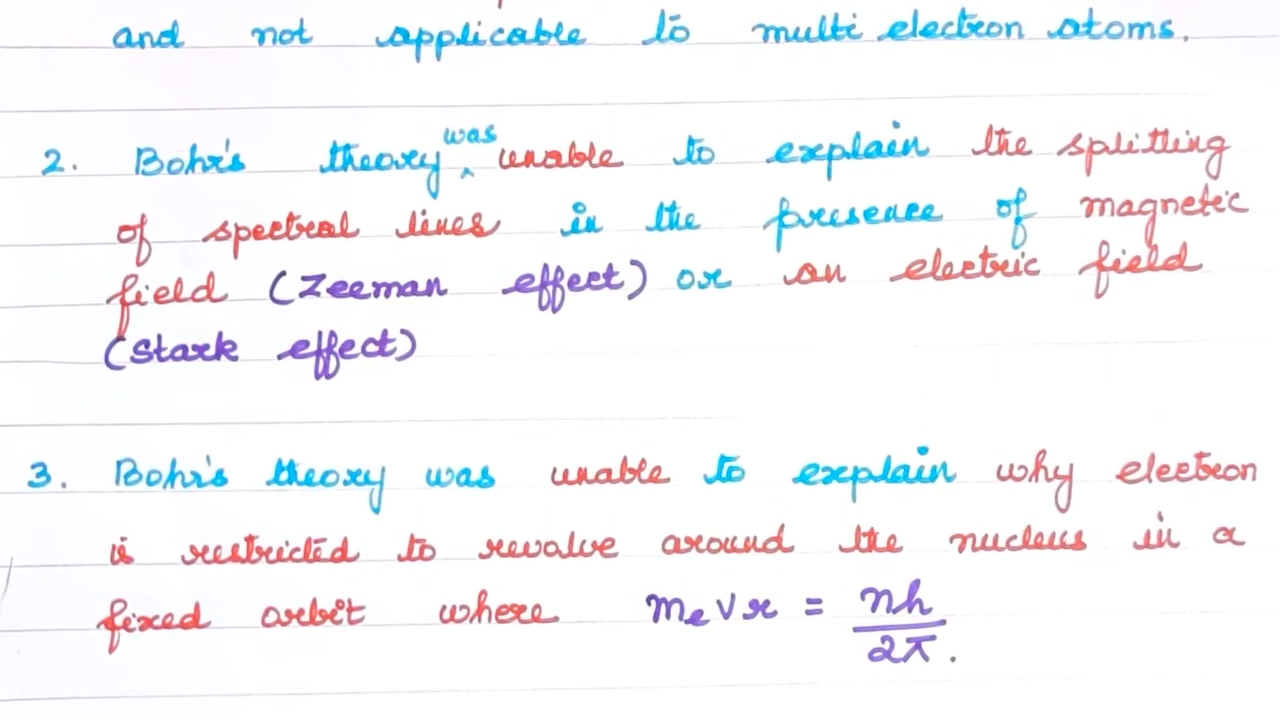 and not applicable to multi electron atoms.
2. Bohr's theory ^was unable to explain the splitting
of spectral lines in the presence of magnetic
field (Zeeman effect) or an electric field
(Stark effect)
3. Bohr's theory was unable to explain why electron
is restricted to revolve around the nucleus in a
fixed orbit where mₑvr = nh/2π.